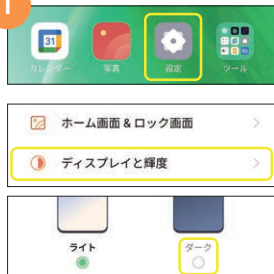 1
31
カレンダー 写真 設定 ツール
ホーム画面 & ロック画面
ディスプレイと輝度
ライト ダーク